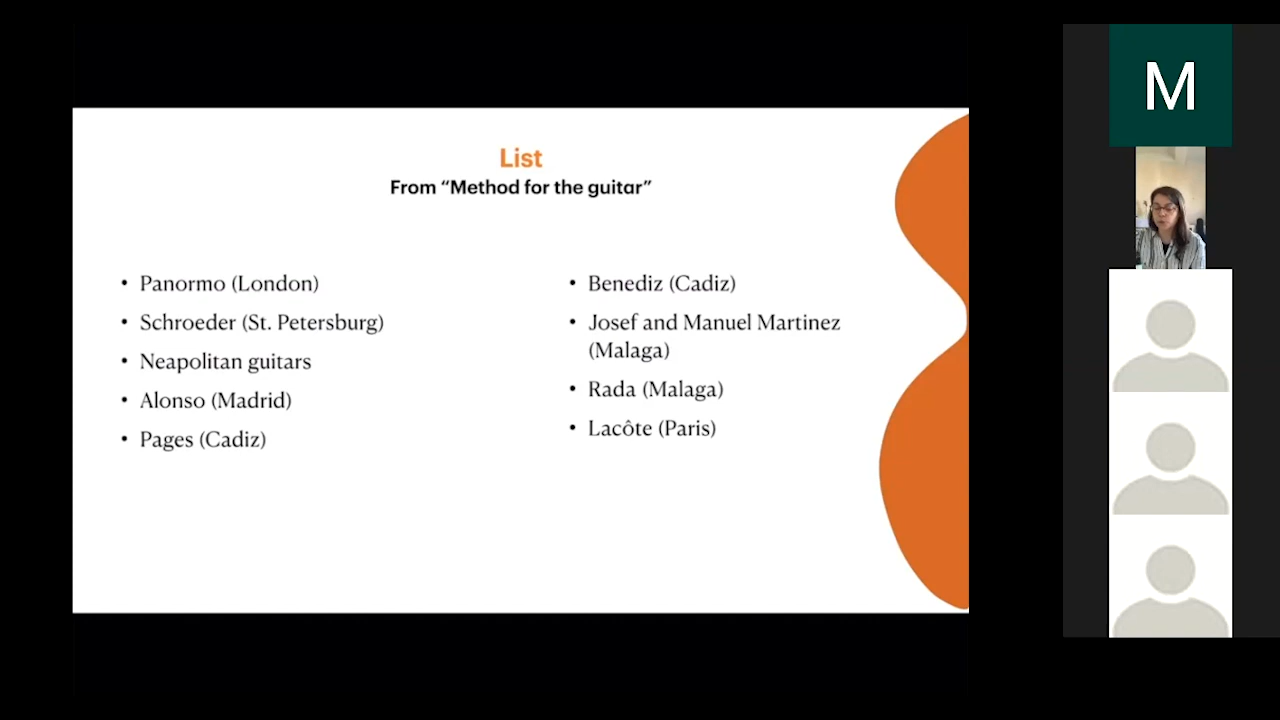 List
From “Method for the guitar”
• Panormo (London)
• Schroeder (St. Petersburg)
• Neapolitan guitars
• Alonso (Madrid)
• Pages (Cadiz)
• Benediz (Cadiz)
• Josef and Manuel Martinez
(Malaga)
• Rada (Malaga)
• Lacôte (Paris)
M